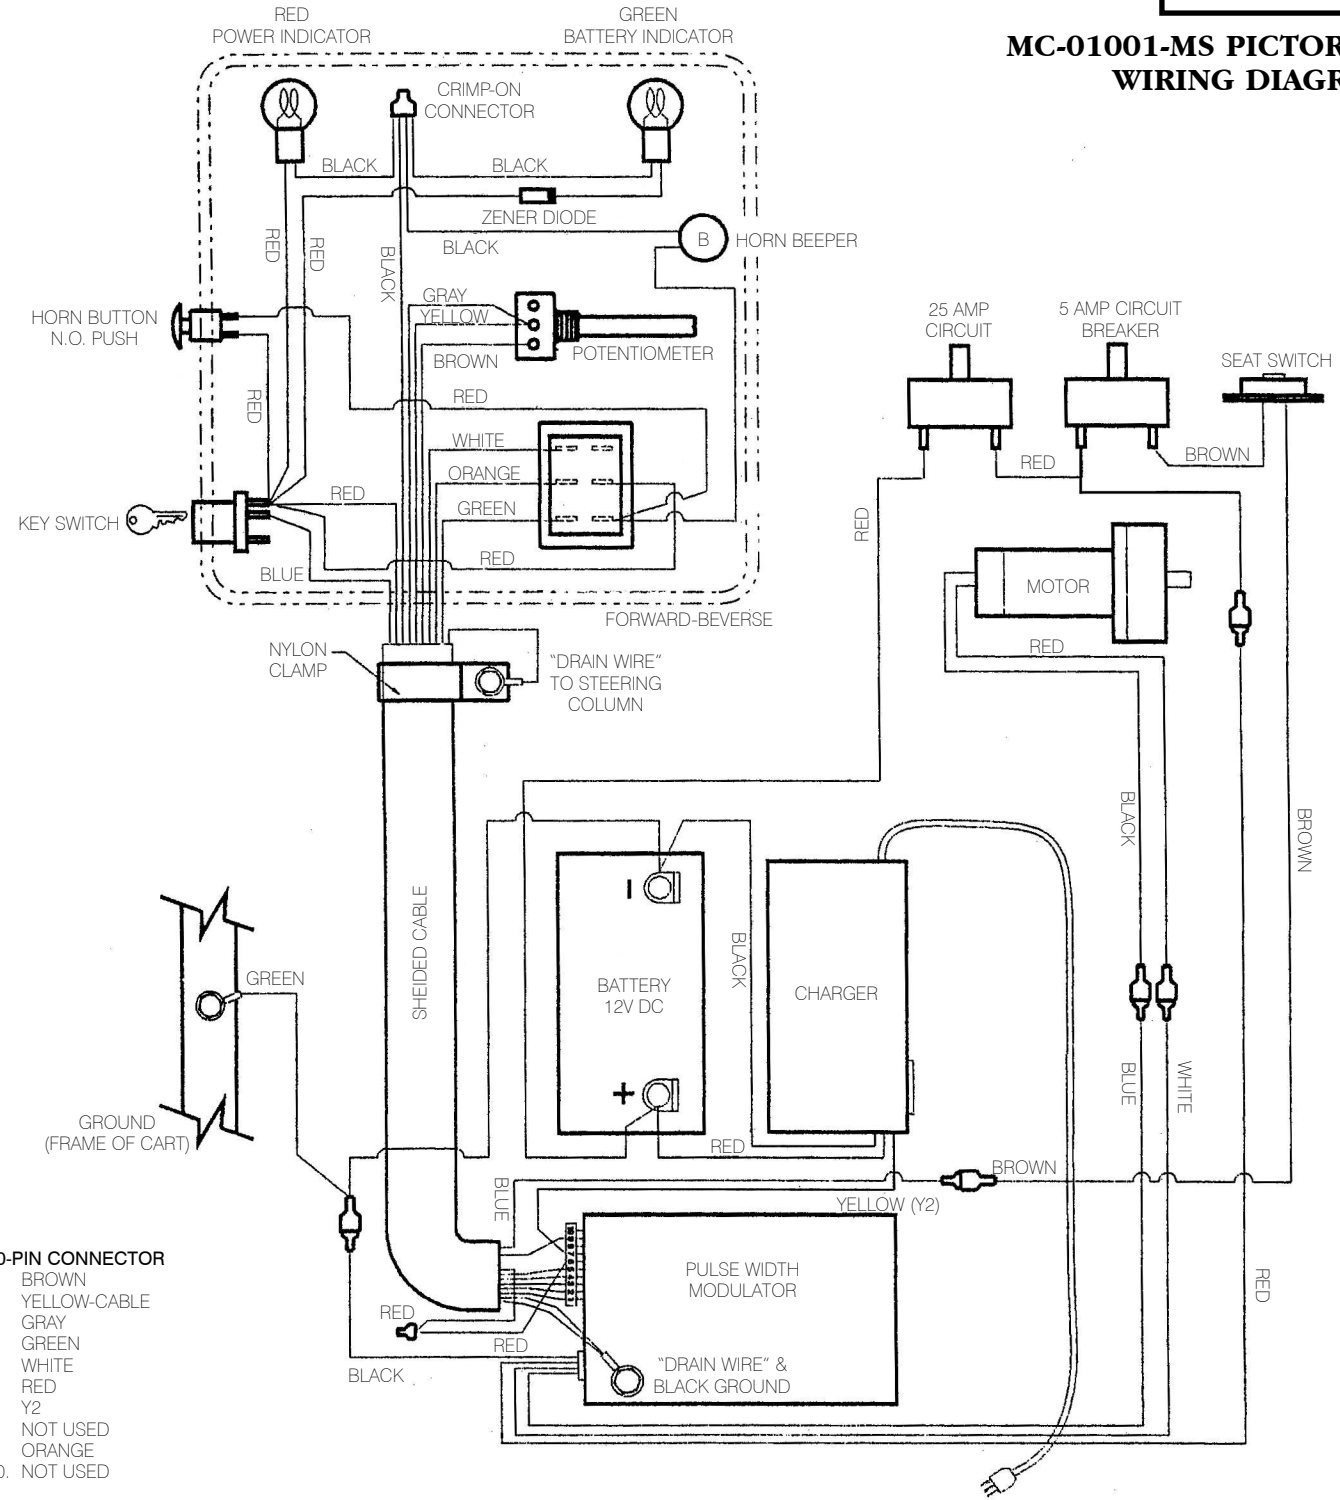 MC-01001-MS PICTOR
WIRING DIAGR
RED
POWER INDICATOR
GREEN
BATTERY INDICATOR
CRIMP-ON
CONNECTOR
BLACK
BLACK
ZENER DIODE
BLACK
B
HORN BEEPER
RED
RED
BLACK
GRAY
YELLOW
BROWN
POTENTIOMETER
HORN BUTTON
N.O. PUSH
RED
RED
WHITE
ORANGE
GREEN
RED
KEY SWITCH
BLUE
RED
FORWARD-BEVERSE
25 AMP
CIRCUIT
5 AMP CIRCUIT
BREAKER
SEAT SWITCH
RED
BROWN
RED
MOTOR
RED
NYLON
CLAMP
"DRAIN WIRE"
TO STEERING
COLUMN
BLACK
BROWN
SHEIDED CABLE
–
BATTERY
12V DC
+
BLACK
CHARGER
GREEN
GROUND
(FRAME OF CART)
BLUE
WHITE
RED
BROWN
BLUE
YELLOW (Y2)
PULSE WIDTH
MODULATOR
RED
RED
RED
BLACK
"DRAIN WIRE" &
BLACK GROUND
0-PIN CONNECTOR
BROWN
YELLOW-CABLE
GRAY
GREEN
WHITE
RED
Y2
NOT USED
ORANGE
0. NOT USED